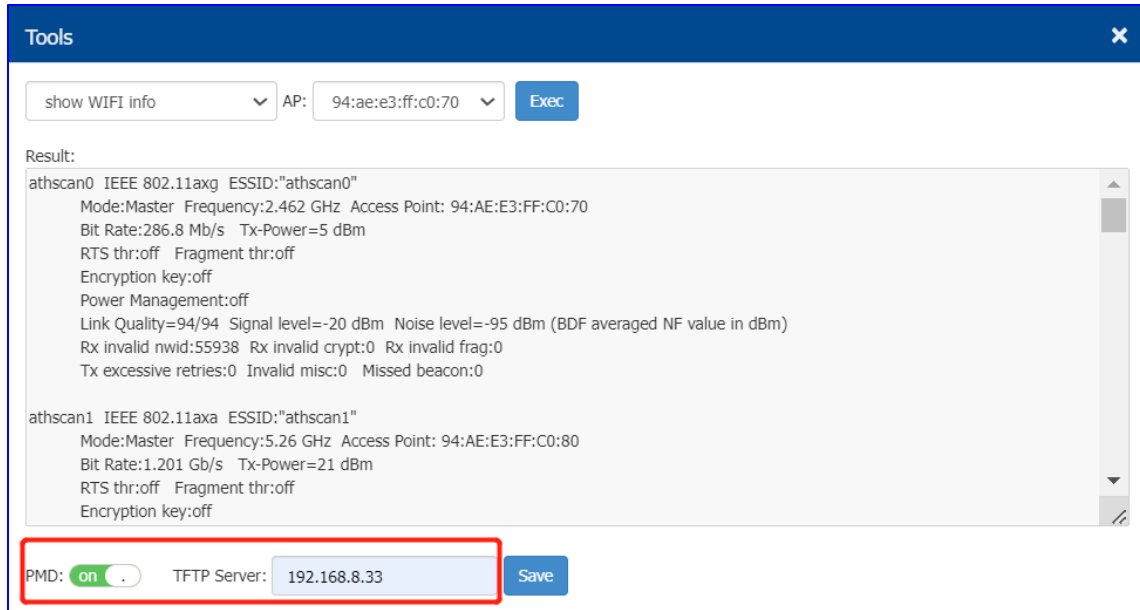 Tools
show WIFI info AP: 94:ae:e3:ff:c0:70 Exec
Result:
athscan0 IEEE 802.11axg ESSID:"athscan0"
Mode:Master Frequency:2.462 GHz Access Point: 94:AE:E3:FF:C0:70
Bit Rate:286.8 Mb/s Tx-Power=5 dBm
RTS thr:off Fragment thr:off
Encryption key:off
Power Management:off
Link Quality=94/94 Signal level=-20 dBm Noise level=-95 dBm (BDF averaged NF value in dBm)
Rx invalid nwid:55938 Rx invalid crypt:0 Rx invalid frag:0
Tx excessive retries:0 Invalid misc:0 Missed beacon:0
athscan1 IEEE 802.11axa ESSID:"athscan1"
Mode:Master Frequency:5.26 GHz Access Point: 94:AE:E3:FF:C0:80
Bit Rate:1.201 Gb/s Tx-Power=21 dBm
RTS thr:off Fragment thr:off
Encryption key:off
PMD: on . TFTP Server: 192.168.8.33 Save